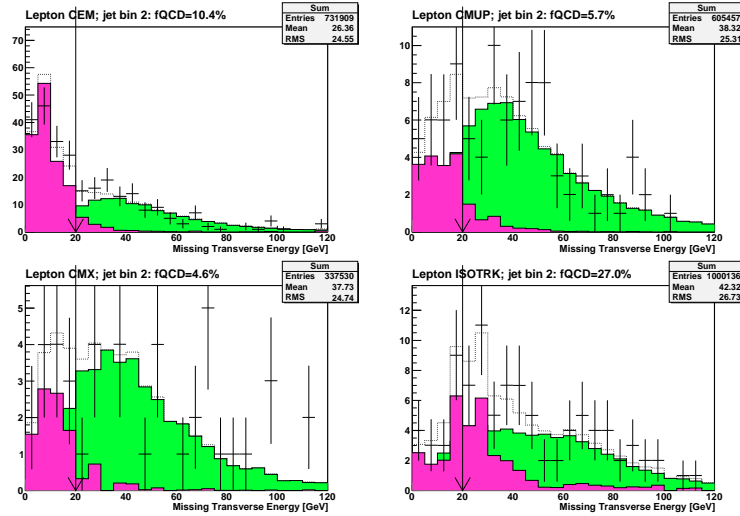 Lepton CEM; jet bin 2: fQCD=10.4%
Sum
Entries 731909
Mean 26.36
RMS 24.55
70
60
50
40
30
20
10
0
0 20 40 60 80 100 120
Missing Transverse Energy [GeV]
Lepton CMUP; jet bin 2: fQCD=5.7%
Sum
Entries 605457
Mean 38.32
RMS 25.31
10
8
6
4
2
0
0 20 40 60 80 100 120
Missing Transverse Energy [GeV]
Lepton CMX; jet bin 2: fQCD=4.6%
Sum
Entries 337530
Mean 37.73
RMS 24.74
5
4
3
2
1
0
0 20 40 60 80 100 120
Missing Transverse Energy [GeV]
Lepton ISOTRK; jet bin 2: fQCD=27.0%
Sum
Entries 1000136
Mean 42.32
RMS 26.73
12
10
8
6
4
2
0
0 20 40 60 80 100 120
Missing Transverse Energy [GeV]